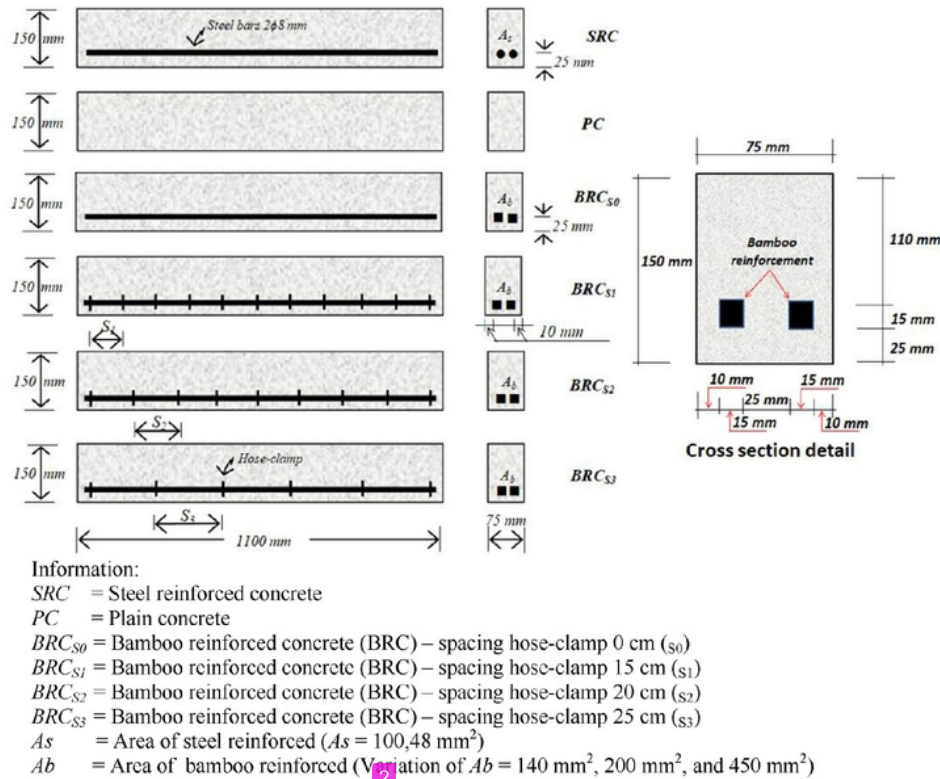 150 mm
Steel bars 2ϕ8 mm
As
25 mm
SRC
150 mm
PC
150 mm
Ab
25 mm
BRCS0
150 mm
S1
Ab
10 mm
BRCS1
150 mm
S2
Ab
BRCS2
150 mm
Hose-clamp
S3
Ab
BRCS3
1100 mm
75 mm
75 mm
150 mm
Bamboo
reinforcement
110 mm
15 mm
25 mm
10 mm
15 mm
25 mm
15 mm
10 mm
Cross section detail
Information:
SRC = Steel reinforced concrete
PC = Plain concrete
BRCS0 = Bamboo reinforced concrete (BRC) – spacing hose-clamp 0 cm (S0)
BRCS1 = Bamboo reinforced concrete (BRC) – spacing hose-clamp 15 cm (S1)
BRCS2 = Bamboo reinforced concrete (BRC) – spacing hose-clamp 20 cm (S2)
BRCS3 = Bamboo reinforced concrete (BRC) – spacing hose-clamp 25 cm (S3)
As = Area of steel reinforced (As = 100,48 mm²)
Ab = Area of bamboo reinforced (Variation of Ab = 140 mm², 200 mm², and 450 mm²)
2